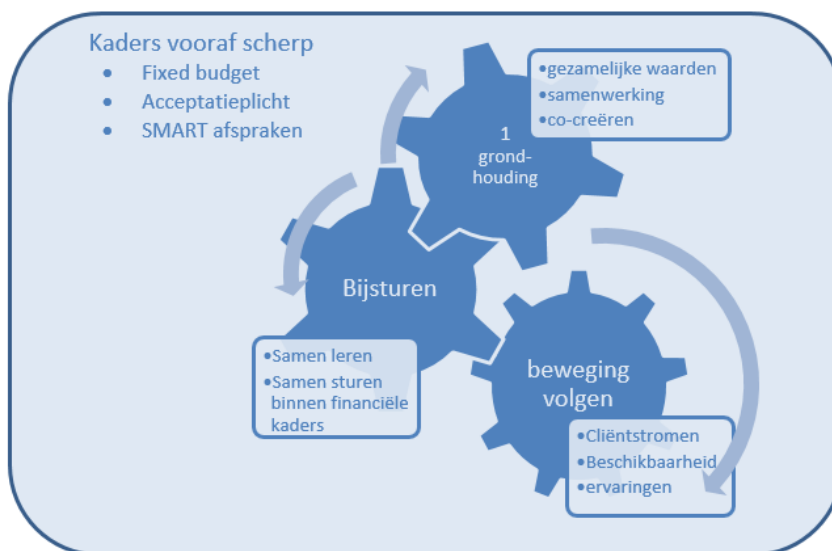 Kaders vooraf scherp
• Fixed budget
• Acceptatieplicht
• SMART afspraken
•gezamelijke waarden
•samenwerking
•co-creëren
1
grond-
houding
Bijsturen
•Samen leren
•Samen sturen
binnen financiële
kaders
beweging
volgen
•Cliëntstromen
•Beschikbaarheid
•ervaringen